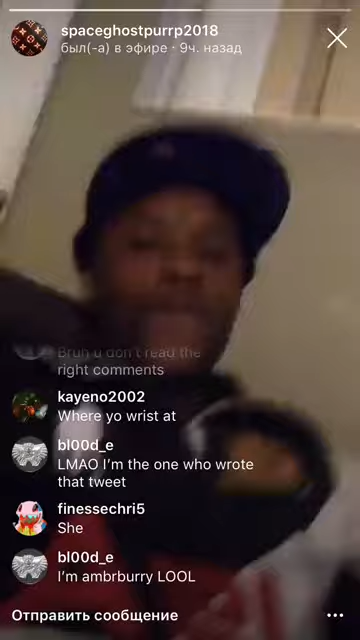 spaceghostpurrp2018
был(-а) в эфире · 9ч. назад
Bruh u don't read the
right comments
kayeno2002
Where yo wrist at
bl00d_e
LMAO I'm the one who wrote
that tweet
finessechri5
She
bl00d_e
I'm ambrburry LOOL
Отправить сообщение